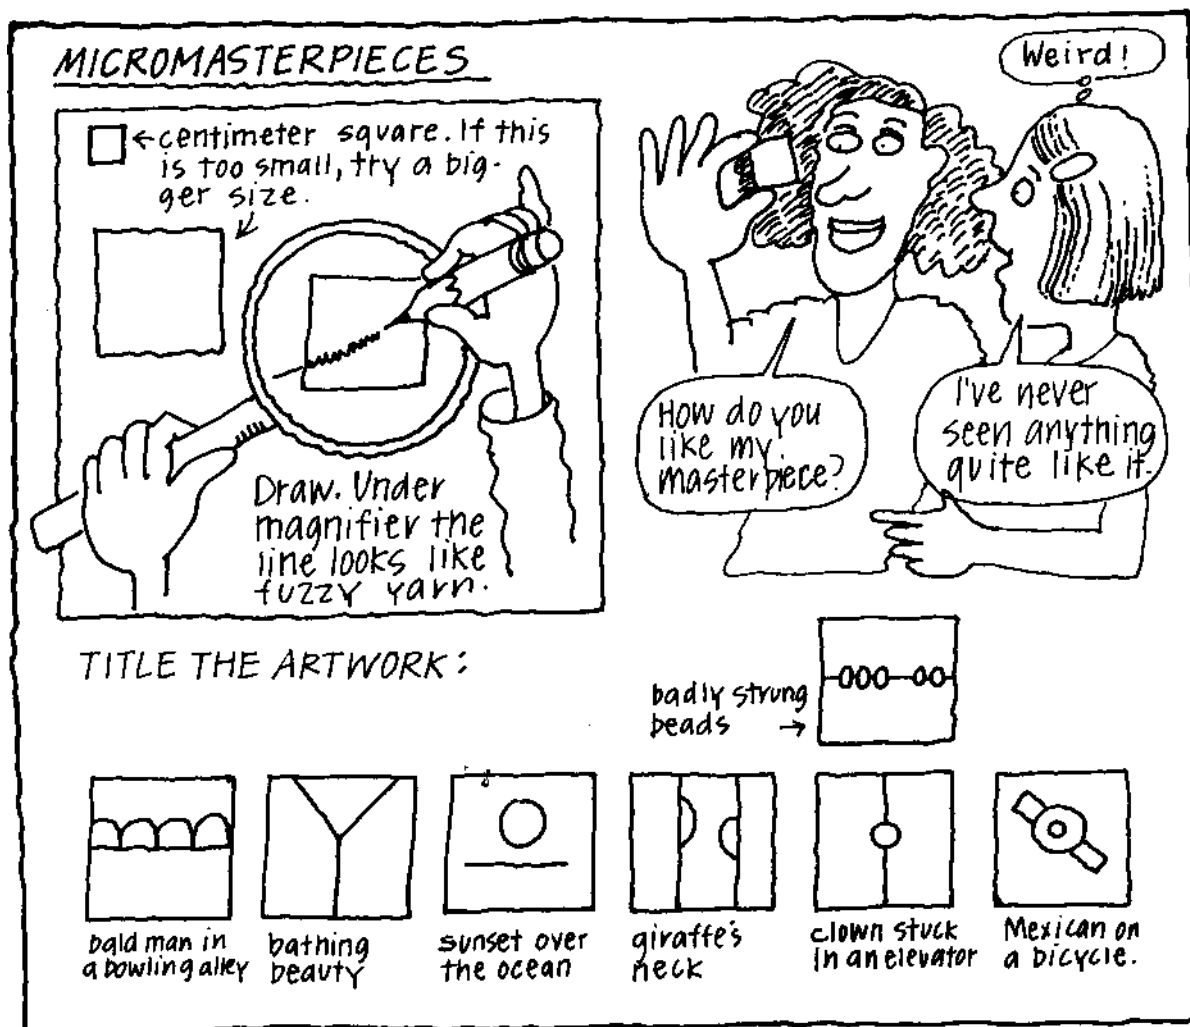 MICROMASTERPIECES
←centimeter square. If this
is too small, try a big-
ger size.
Draw. Under
magnifier the
line looks like
fuzzy yarn.
Weird!
How do you
like my
masterpiece?
I've never
seen anything
quite like it.
TITLE THE ARTWORK:
badly strung
beads →
bald man in
a bowling alley
bathing
beauty
sunset over
the ocean
giraffe's
neck
clown stuck
in an elevator
Mexican on
a bicycle.